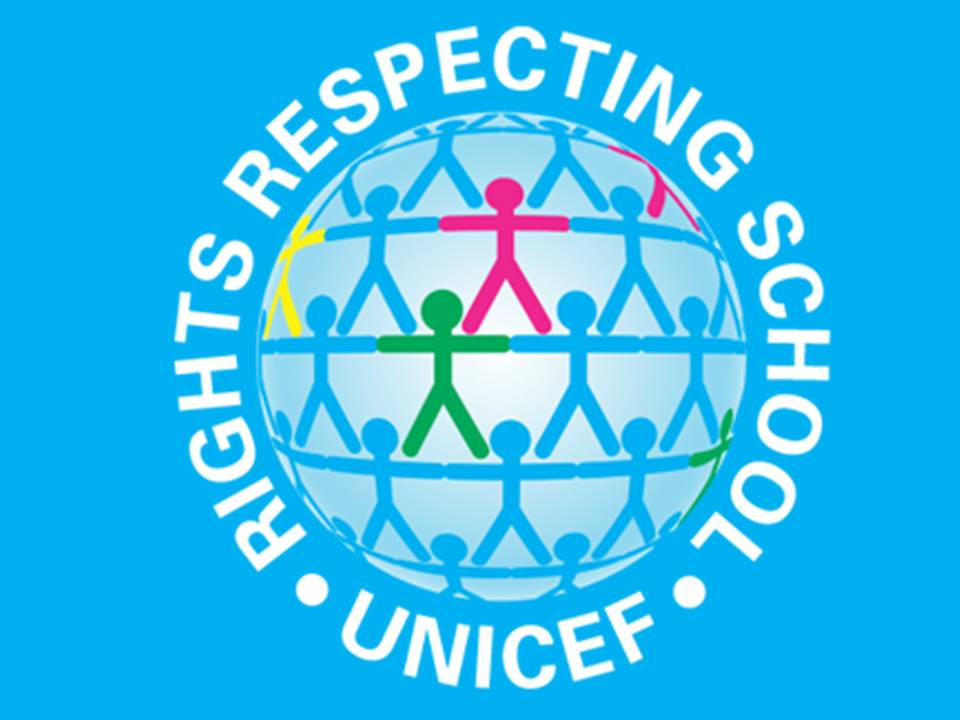 RIGHTS RESPECTING SCHOOL
• UNICEF •